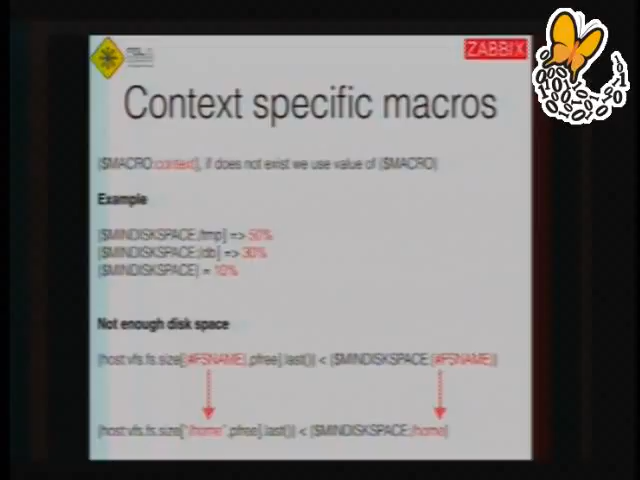 ZABBIX
Context specific macros
{$MACRO:context}, if does not exist we use value of {$MACRO}
Example
{$MINDISKSPACE:/tmp} => 50%
{$MINDISKSPACE:/db} => 30%
{$MINDISKSPACE} = 10%
Not enough disk space
{host:vfs.fs.size[{#FSNAME},pfree].last()} < {$MINDISKSPACE:{#FSNAME}}
{host:vfs.fs.size["/home",pfree].last()} < {$MINDISKSPACE:/home}